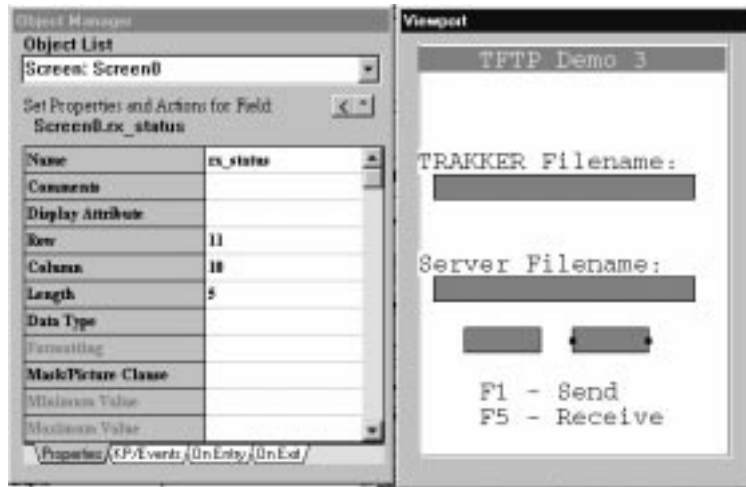 Object Manager
Object List
Screen: Screen0
Set Properties and Actions for Field:
Screen0.rx_status
Name rx_status
Comments
Display Attribute
Row 11
Column 10
Length 5
Data Type
Formatting
Mask/Picture Clause
Minimum Value
Maximum Value
Properties KP/Events On Entry On Exit
Viewport
TFTP Demo 3
TRAKKER Filename:
Server Filename:
F1 - Send
F5 - Receive